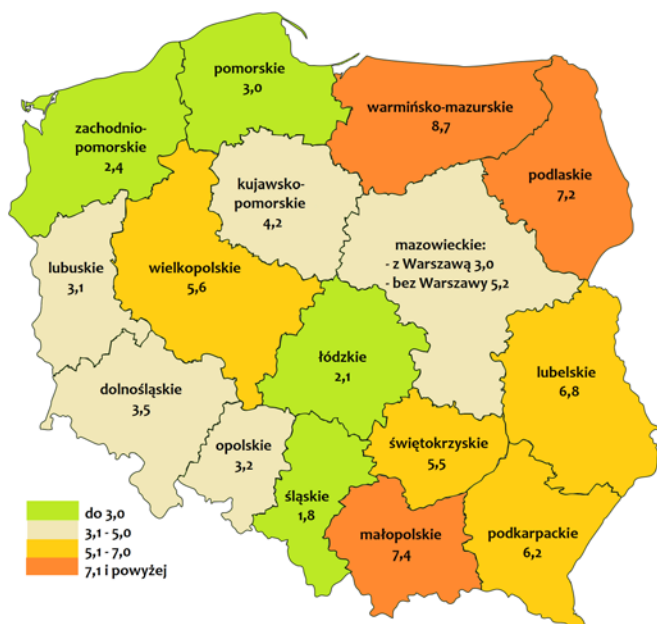 pomorskie
3,0
warmińsko-mazurskie
8,7
zachodnio-
pomorskie
2,4
podlaskie
7,2
kujawsko-
pomorskie
4,2
mazowieckie:
- z Warszawą 3,0
- bez Warszawy 5,2
lubuskie
3,1
wielkopolskie
5,6
łódzkie
2,1
lubelskie
6,8
dolnośląskie
3,5
opolskie
3,2
świętokrzyskie
5,5
śląskie
1,8
małopolskie
7,4
podkarpackie
6,2
do 3,0
3,1 - 5,0
5,1 - 7,0
7,1 i powyżej